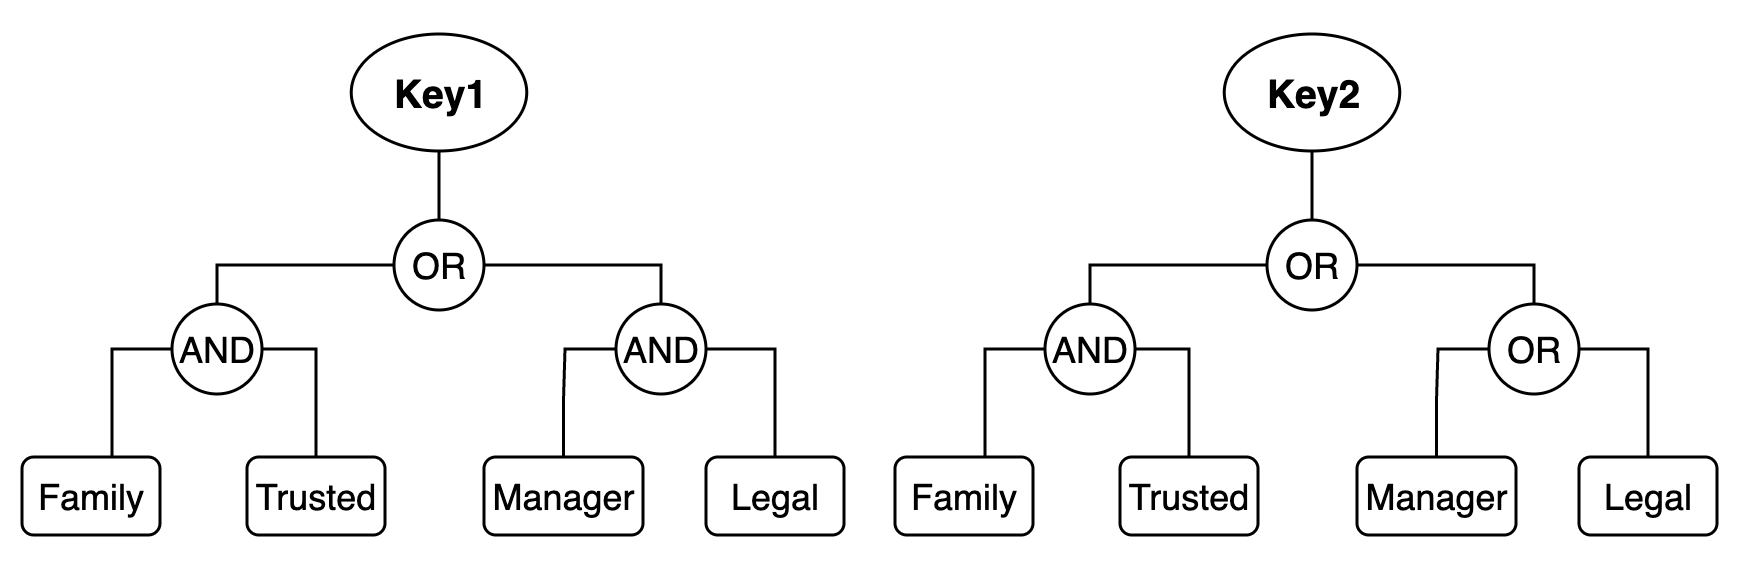 Key1
OR
AND
AND
Family
Trusted
Manager
Legal
Key2
OR
AND
OR
Family
Trusted
Manager
Legal